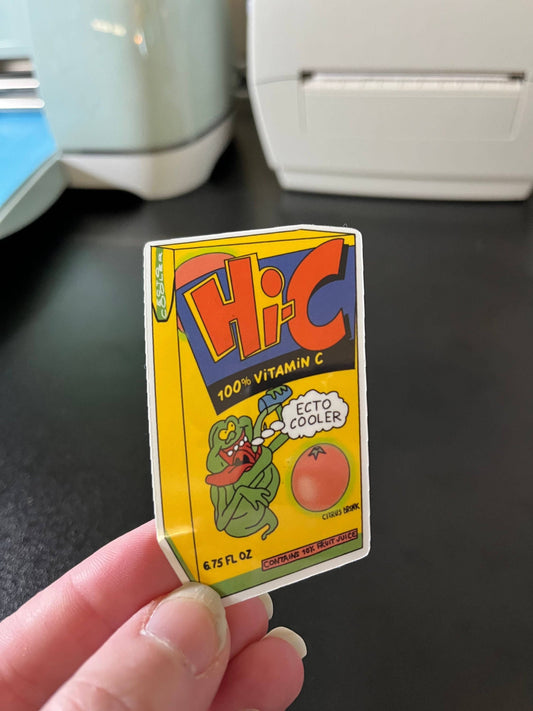 Hi-C
100% VITAMIN C
ECTO
COOLER
CITRUS DRINK
6.75 FL OZ
CONTAINS 10% FRUIT JUICE